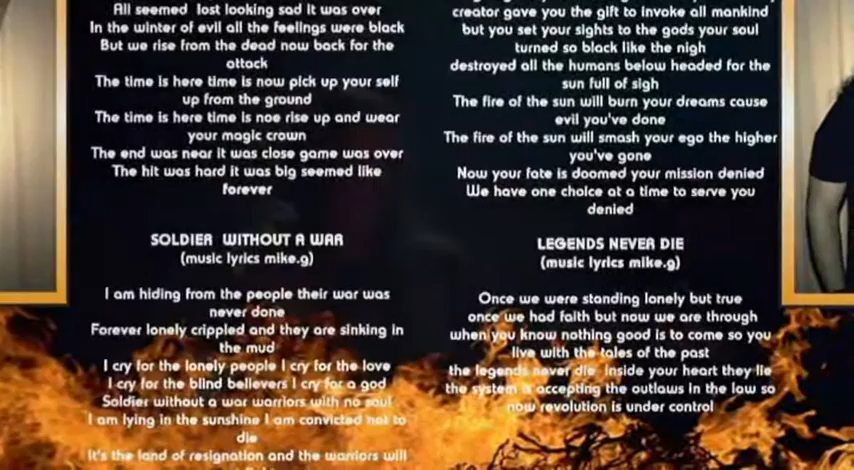 All seemed lost looking sad it was over
In the winter of evil all the feelings were black
But we rise from the dead now back for the
attack
The time is here time is now pick up your self
up from the ground
The time is here time is noe rise up and wear
your magic crown
The end was near it was close game was over
The hit was hard it was big seemed like
forever
SOLDIER WITHOUT A WAR
(music lyrics mike.g)
I am hiding from the people their war was
never done
Forever lonely crippled and they are sinking in
the mud
I cry for the lonely people I cry for the love
I cry for the blind believers I cry for a god
Soldier without a war warriors with no soul
I am lying in the sunshine I am convicted not to
die
It's the land of resignation and the warriors will
creator gave you the gift to invoke all mankind
but you set your sights to the gods your soul
turned so black like the nigh
destroyed all the humans below headed for the
sun full of sigh
The fire of the sun will burn your dreams cause
evil you've done
The fire of the sun will smash your ego the higher
you've gone
Now your fate is doomed your mission denied
We have one choice at a time to serve you
denied
LEGENDS NEVER DIE
(music lyrics mike.g)
Once we were standing lonely but true
once we had faith but now we are through
when you know nothing good is to come so you
live with the tales of the past
the legends never die inside your heart they lie
the system is accepting the outlaws in the law so
now revolution is under control